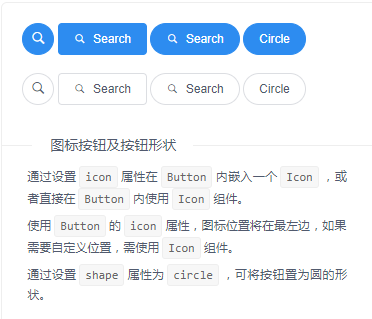 Search Search Circle
Search Search Circle
图标按钮及按钮形状
通过设置 icon 属性在 Button 内嵌入一个 Icon ，或
者直接在 Button 内使用 Icon 组件。
使用 Button 的 icon 属性，图标位置将在最左边，如果
需要自定义位置，需使用 Icon 组件。
通过设置 shape 属性为 circle ，可将按钮置为圆的形
状。